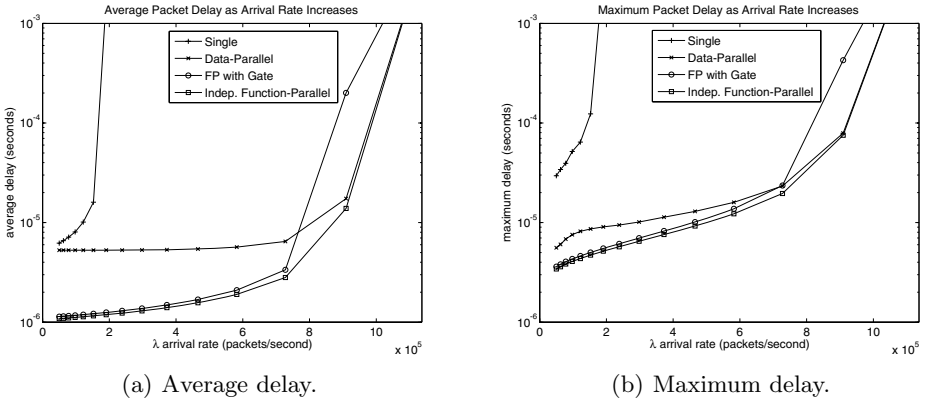 Average Packet Delay as Arrival Rate Increases
10^-3
10^-4
10^-5
10^-6
average delay (seconds)
Single
Data-Parallel
FP with Gate
Indep. Function-Parallel
0 2 4 6 8 10
x 10^5
λ arrival rate (packets/second)
(a) Average delay.
Maximum Packet Delay as Arrival Rate Increases
10^-3
10^-4
10^-5
10^-6
maximum delay (seconds)
Single
Data-Parallel
FP with Gate
Indep. Function-Parallel
0 2 4 6 8 10
x 10^5
λ arrival rate (packets/second)
(b) Maximum delay.